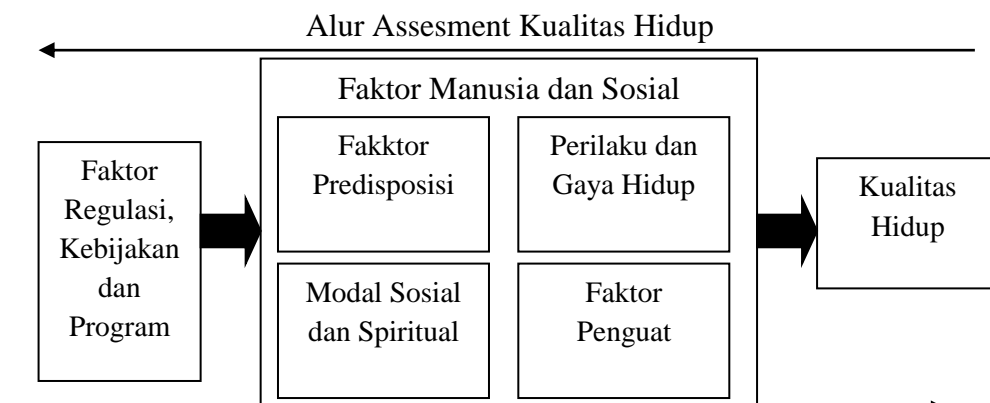 Alur Assesment Kualitas Hidup
Faktor Manusia dan Sosial
Faktor
Regulasi,
Kebijakan
dan
Program
Fakktor
Predisposisi
Perilaku dan
Gaya Hidup
Modal Sosial
dan Spiritual
Faktor
Penguat
Kualitas
Hidup